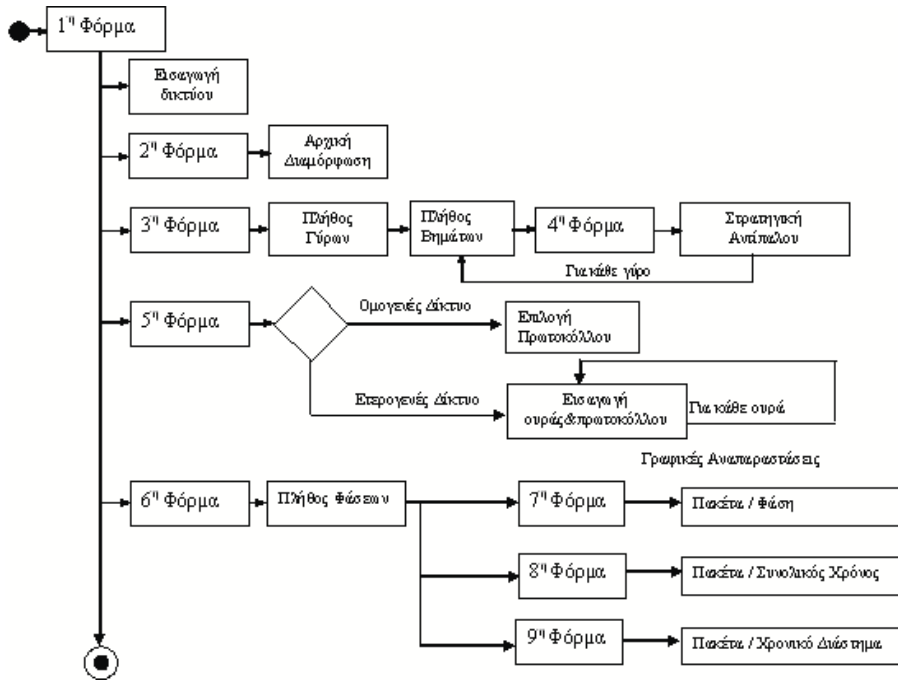 1η Φόρμα
Εισαγωγή
δικτύου
2η Φόρμα
Αρχική
Διαμόρφωση
3η Φόρμα
Πλήθος
Γύρων
Πλήθος
Βημάτων
4η Φόρμα
Στρατηγική
Αντίπαλου
Για κάθε γύρο
5η Φόρμα
Ομογενές Δίκτυο
Επιλογή
Πρωτοκόλλου
Ετερογενές Δίκτυο
Εισαγωγή
ουράς&πρωτοκόλλου
Για κάθε ουρά
Γραφικές Αναπαραστάσεις
6η Φόρμα
Πλήθος Φάσεων
7η Φόρμα
Πακέτα / Φάση
8η Φόρμα
Πακέτα / Συνολικός Χρόνος
9η Φόρμα
Πακέτα / Χρονικό Διάστημα